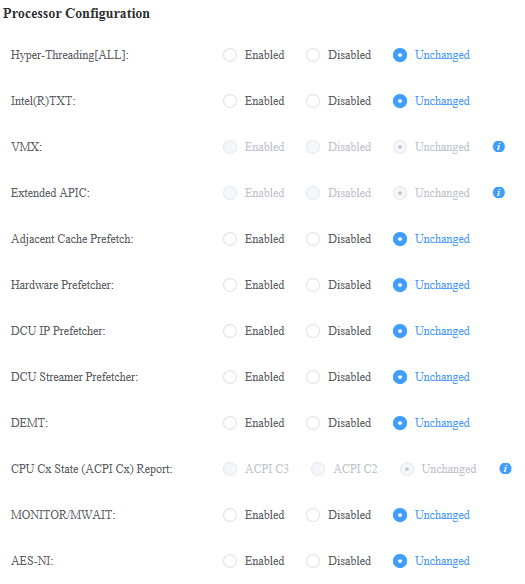 Processor Configuration
Hyper-Threading[ALL]: Enabled Disabled Unchanged
Intel(R)TXT: Enabled Disabled Unchanged
VMX: Enabled Disabled Unchanged i
Extended APIC: Enabled Disabled Unchanged i
Adjacent Cache Prefetch: Enabled Disabled Unchanged
Hardware Prefetcher: Enabled Disabled Unchanged
DCU IP Prefetcher: Enabled Disabled Unchanged
DCU Streamer Prefetcher: Enabled Disabled Unchanged
DEMT: Enabled Disabled Unchanged
CPU Cx State (ACPI Cx) Report: ACPI C3 ACPI C2 Unchanged i
MONITOR/MWAIT: Enabled Disabled Unchanged
AES-NI: Enabled Disabled Unchanged